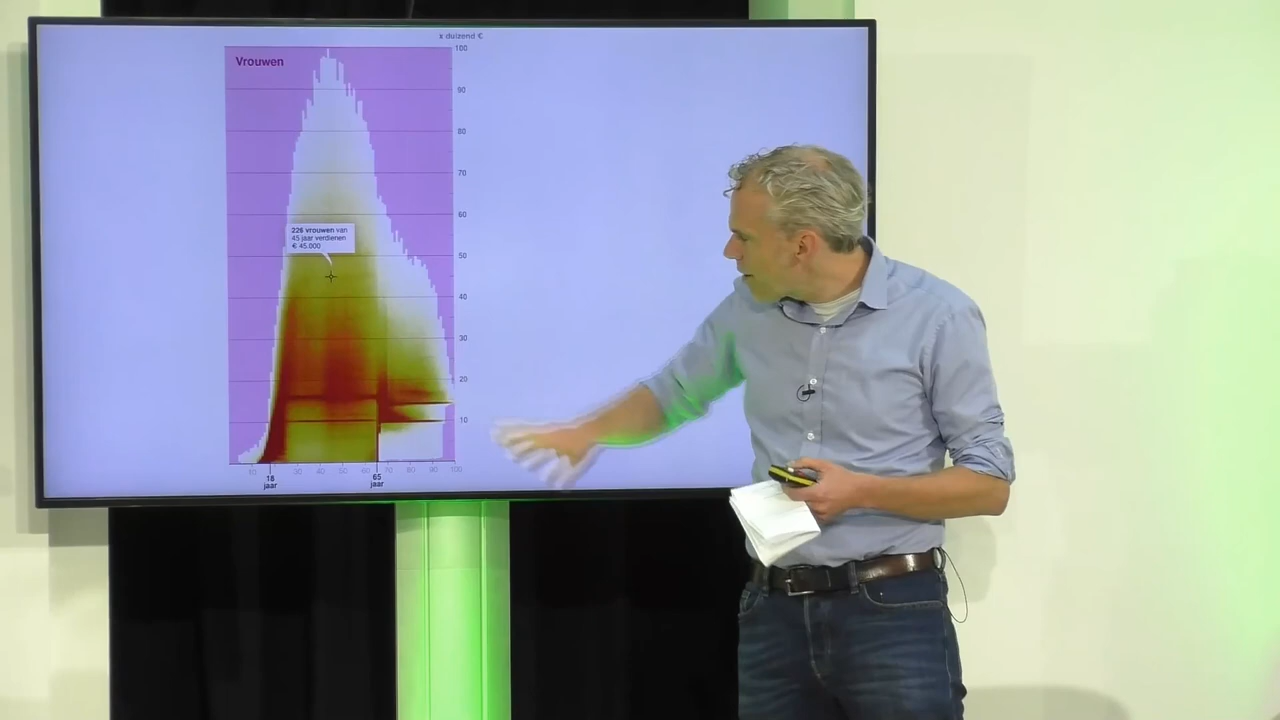 x duizend €
Vrouwen
100
90
80
70
60
50
40
30
20
10
226 vrouwen van
45 jaar verdienen
€ 45.000
10 30 40 50 60 70 80 90 100
18
jaar
65
jaar